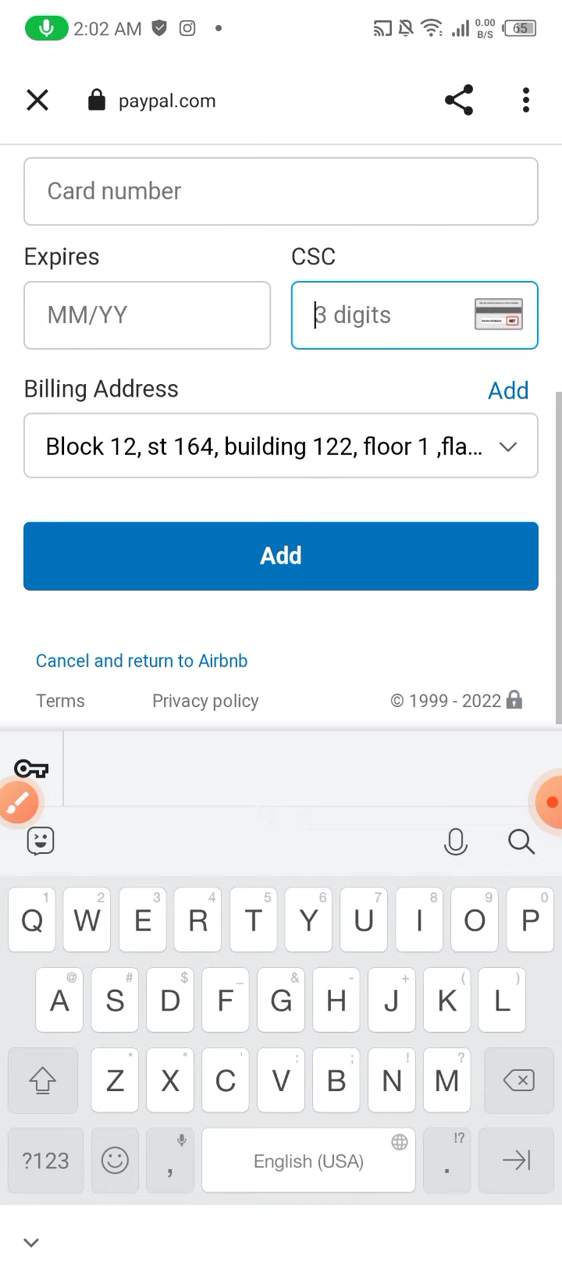 2:02 AM
0.00
B/S
65
paypal.com
Card number
Expires
CSC
MM/YY
3 digits
Billing Address
Add
Block 12, st 164, building 122, floor 1 ,fla...
Add
Cancel and return to Airbnb
Terms
Privacy policy
© 1999 - 2022
1 2 3 4 5 6 7 8 9 0
Q W E R T Y U I O P
@ # $ _ & - + ( )
A S D F G H J K L
* " ' : ; ! ?
Z X C V B N M
?123
,
English (USA)
!?
.